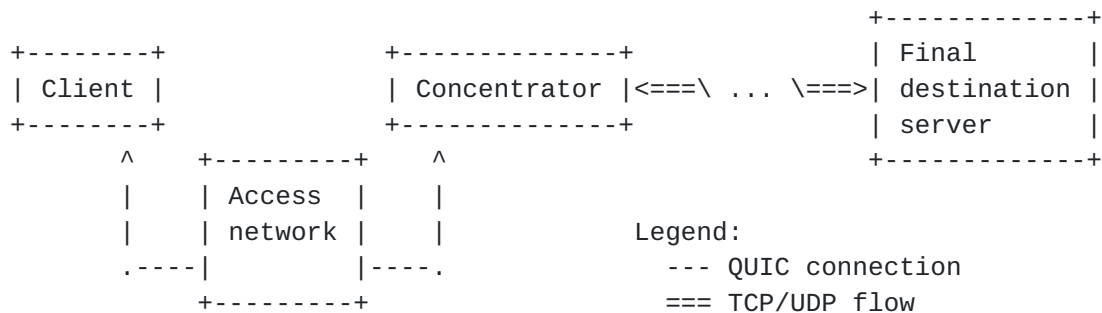 Client
Concentrator |<===\ ... \===>|
Final
destination
server
Access
network
Legend:
--- QUIC connection
=== TCP/UDP flow